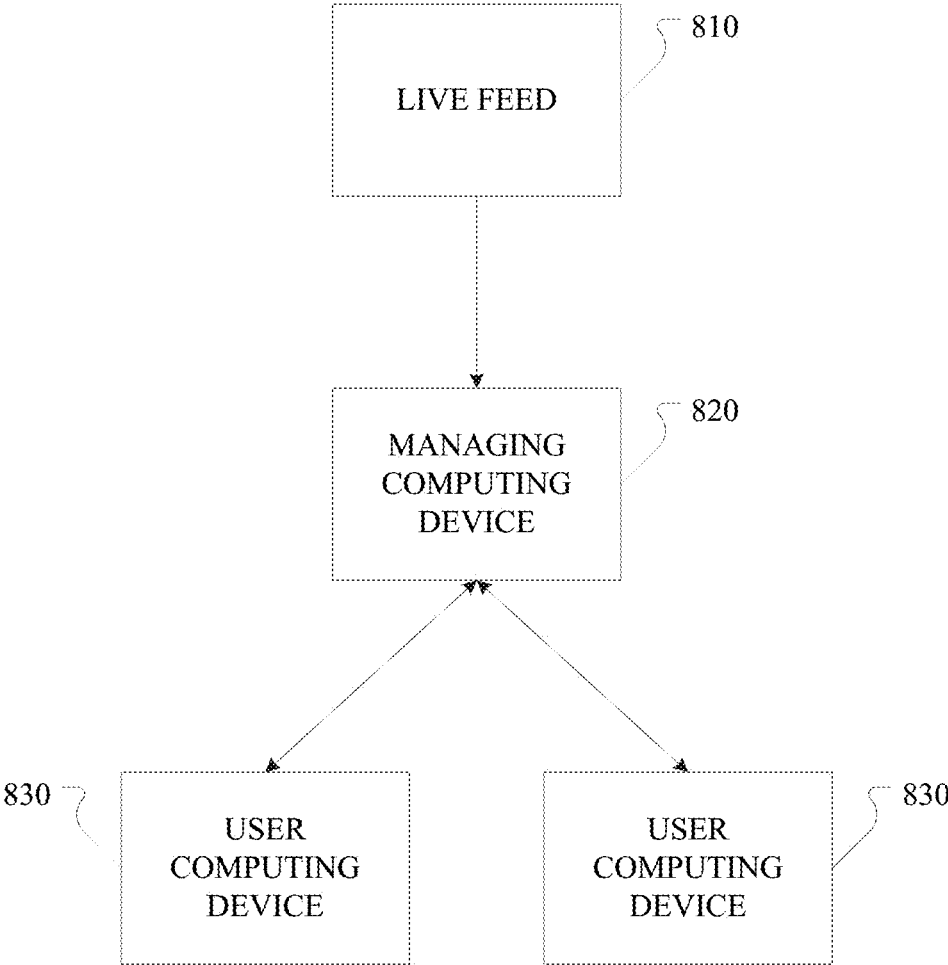 810
LIVE FEED
820
MANAGING
COMPUTING
DEVICE
830
USER
COMPUTING
DEVICE
830
USER
COMPUTING
DEVICE